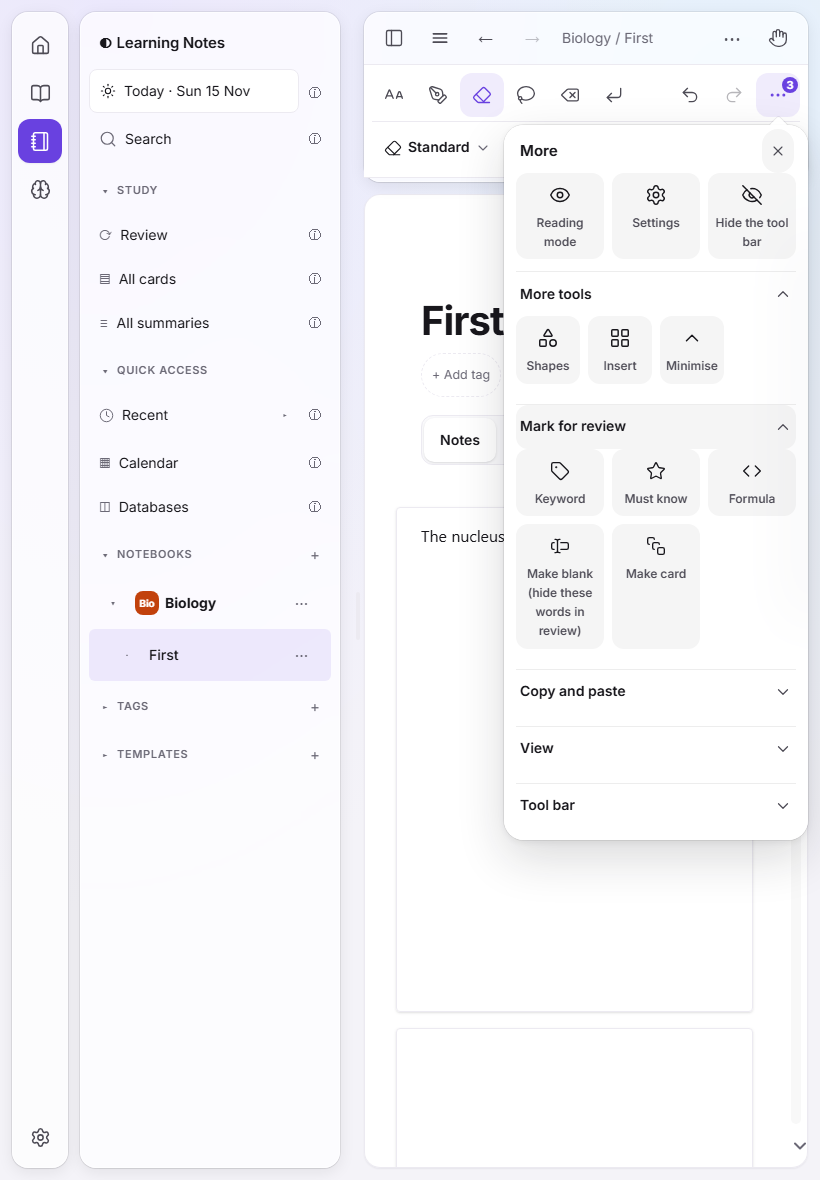 Learning Notes
Today · Sun 15 Nov
Search
STUDY
Review
All cards
All summaries
QUICK ACCESS
Recent
Calendar
Databases
NOTEBOOKS
Bio Biology
First
TAGS
TEMPLATES
Biology / First
AA
3
Standard
First
+ Add tag
Notes
The nucleus
More
Reading
mode
Settings
Hide the tool
bar
More tools
Shapes
Insert
Minimise
Mark for review
Keyword
Must know
Formula
Make blank
(hide these
words in
review)
Make card
Copy and paste
View
Tool bar